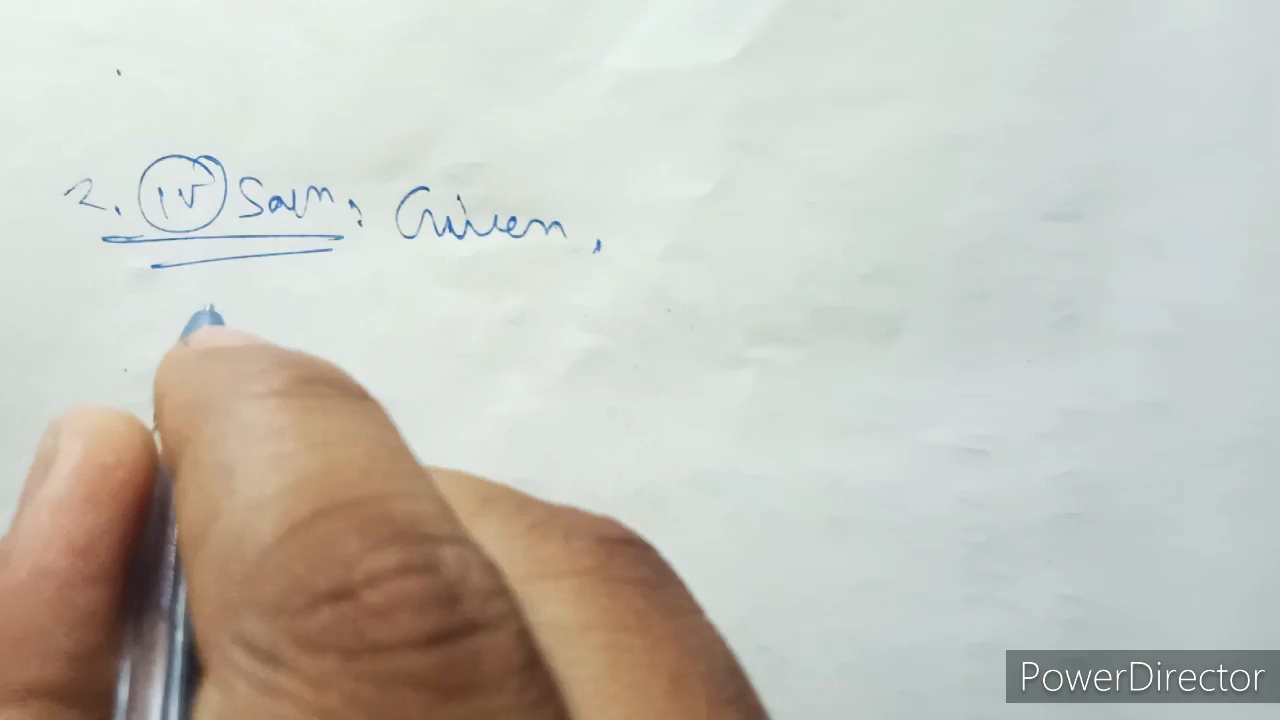 2. (iv) Soln : Given,
PowerDirector